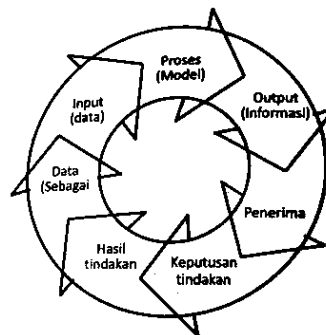 Proses
(Model)
Output
(Informasi)
Penerima
Keputusan
tindakan
Hasil
tindakan
Data
(Sebagai
Input
(data)